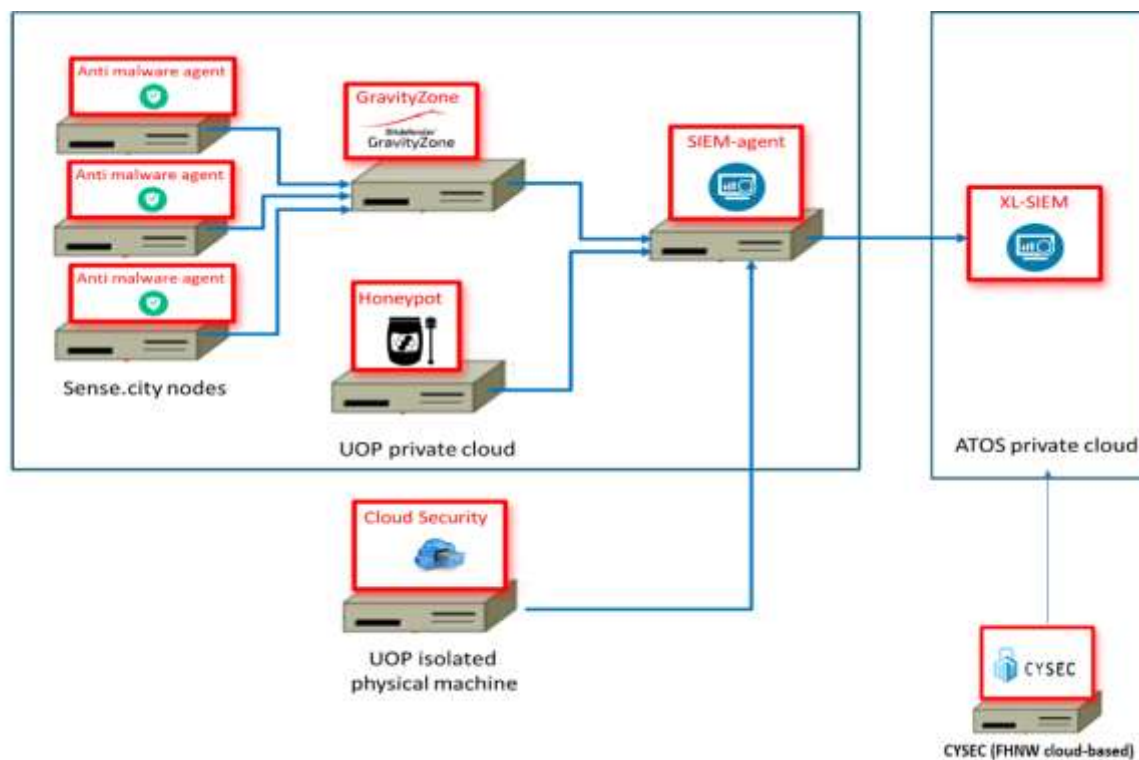 Anti malware agent
Anti malware agent
Anti malware agent
Sense.city nodes
GravityZone
Bitdefender
GravityZone
Honeypot
UOP private cloud
SIEM-agent
XL-SIEM
ATOS private cloud
Cloud Security
UOP isolated
physical machine
CYSEC
CYSEC (FHNW cloud-based)